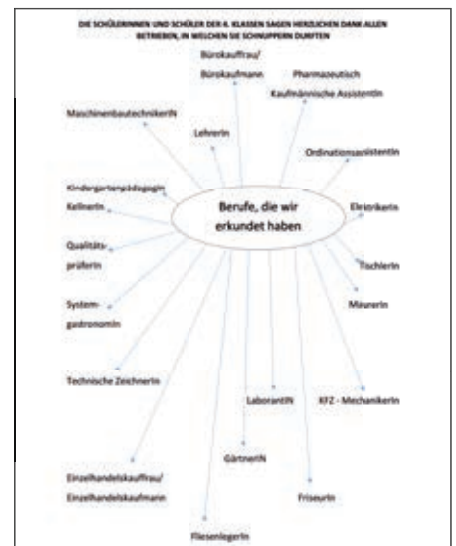 DIE SCHÜLERINNEN UND SCHÜLER DER 4. KLASSEN SAGEN HERZLICHEN DANK ALLEN
BETRIEBEN, IN WELCHEN SIE SCHNUPPERN DURFTEN
Bürokauffrau/
Bürokaufmann
Pharmazeutisch
Kaufmännische AssistentIn
MaschinenbautechnikerIN
LehrerIn
OrdinationsassistentIn
KindergartenpädagogIn
KellnerIn
Berufe, die wir
erkundet haben
ElektrikerIn
Qualitäts-
prüferIn
TischlerIn
System-
gastronomIn
MaurerIn
Technische ZeichnerIn
LaborantIN
KFZ - MechanikerIn
GärtnerIN
Einzelhandelskauffrau/
Einzelhandelskaufmann
FriseurIn
FliesenlegerIn